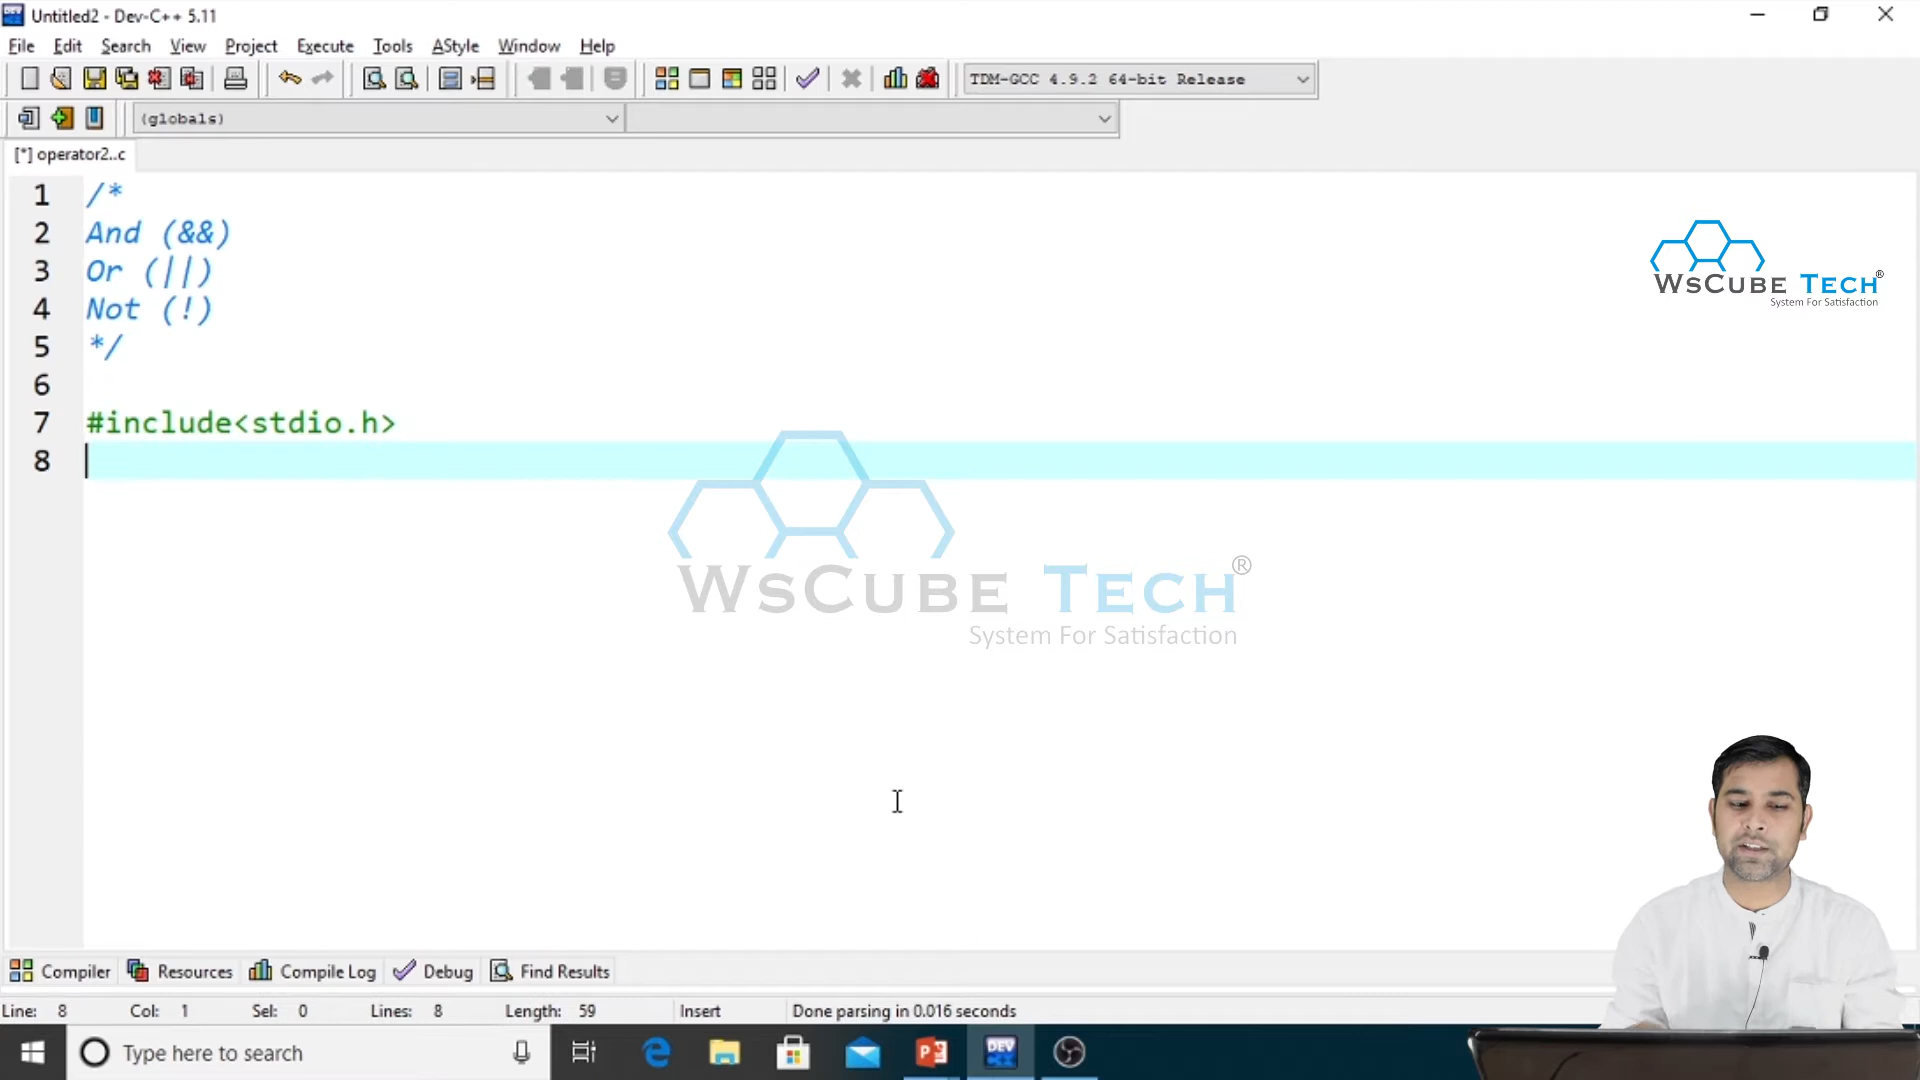 Untitled2 - Dev-C++ 5.11
File Edit Search View Project Execute Tools AStyle Window Help
TDM-GCC 4.9.2 64-bit Release
(globals)
[*] operator2..c
1 /*
2 And (&&)
3 Or (||)
4 Not (!)
5 */
6
7 #include<stdio.h>
8
WsCube Tech®
System For Satisfaction
WsCube Tech®
System For Satisfaction
Compiler Resources Compile Log Debug Find Results
Line: 8 Col: 1 Sel: 0 Lines: 8 Length: 59 Insert Done parsing in 0.016 seconds
Type here to search